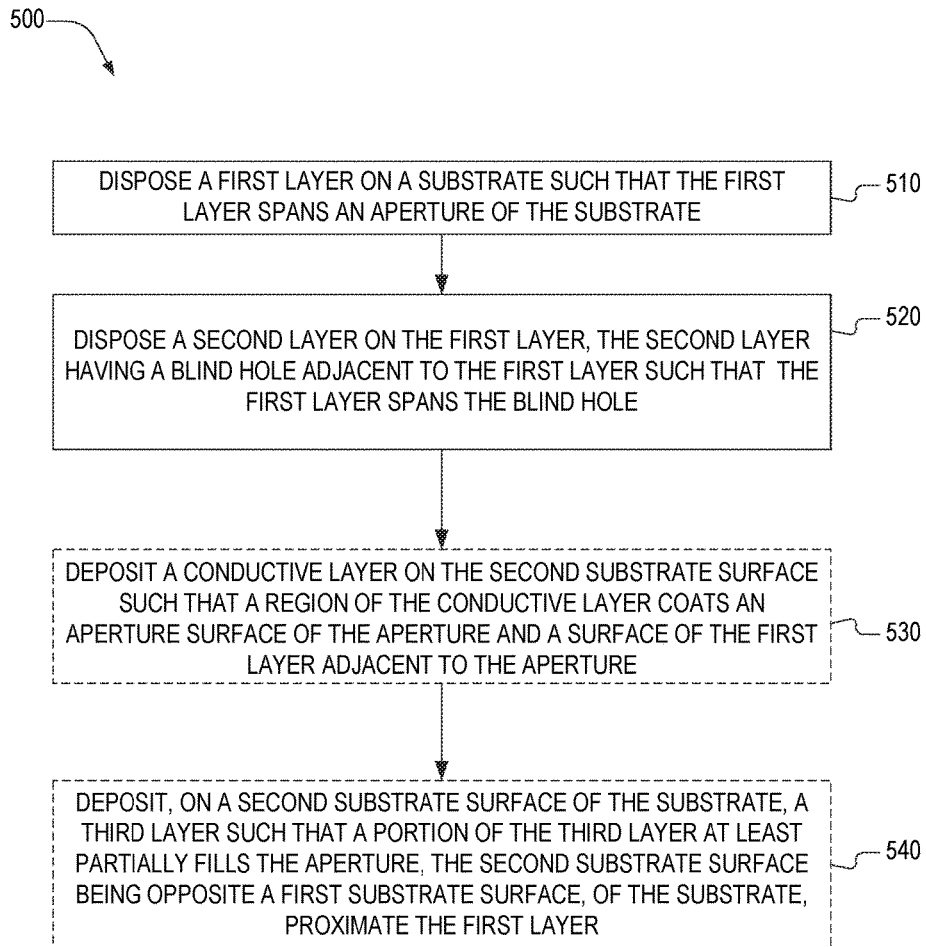 500
DISPOSE A FIRST LAYER ON A SUBSTRATE SUCH THAT THE FIRST
LAYER SPANS AN APERTURE OF THE SUBSTRATE
510
DISPOSE A SECOND LAYER ON THE FIRST LAYER, THE SECOND LAYER
HAVING A BLIND HOLE ADJACENT TO THE FIRST LAYER SUCH THAT THE
FIRST LAYER SPANS THE BLIND HOLE
520
DEPOSIT A CONDUCTIVE LAYER ON THE SECOND SUBSTRATE SURFACE
SUCH THAT A REGION OF THE CONDUCTIVE LAYER COATS AN
APERTURE SURFACE OF THE APERTURE AND A SURFACE OF THE FIRST
LAYER ADJACENT TO THE APERTURE
530
DEPOSIT, ON A SECOND SUBSTRATE SURFACE OF THE SUBSTRATE, A
THIRD LAYER SUCH THAT A PORTION OF THE THIRD LAYER AT LEAST
PARTIALLY FILLS THE APERTURE, THE SECOND SUBSTRATE SURFACE
BEING OPPOSITE A FIRST SUBSTRATE SURFACE, OF THE SUBSTRATE,
PROXIMATE THE FIRST LAYER
540